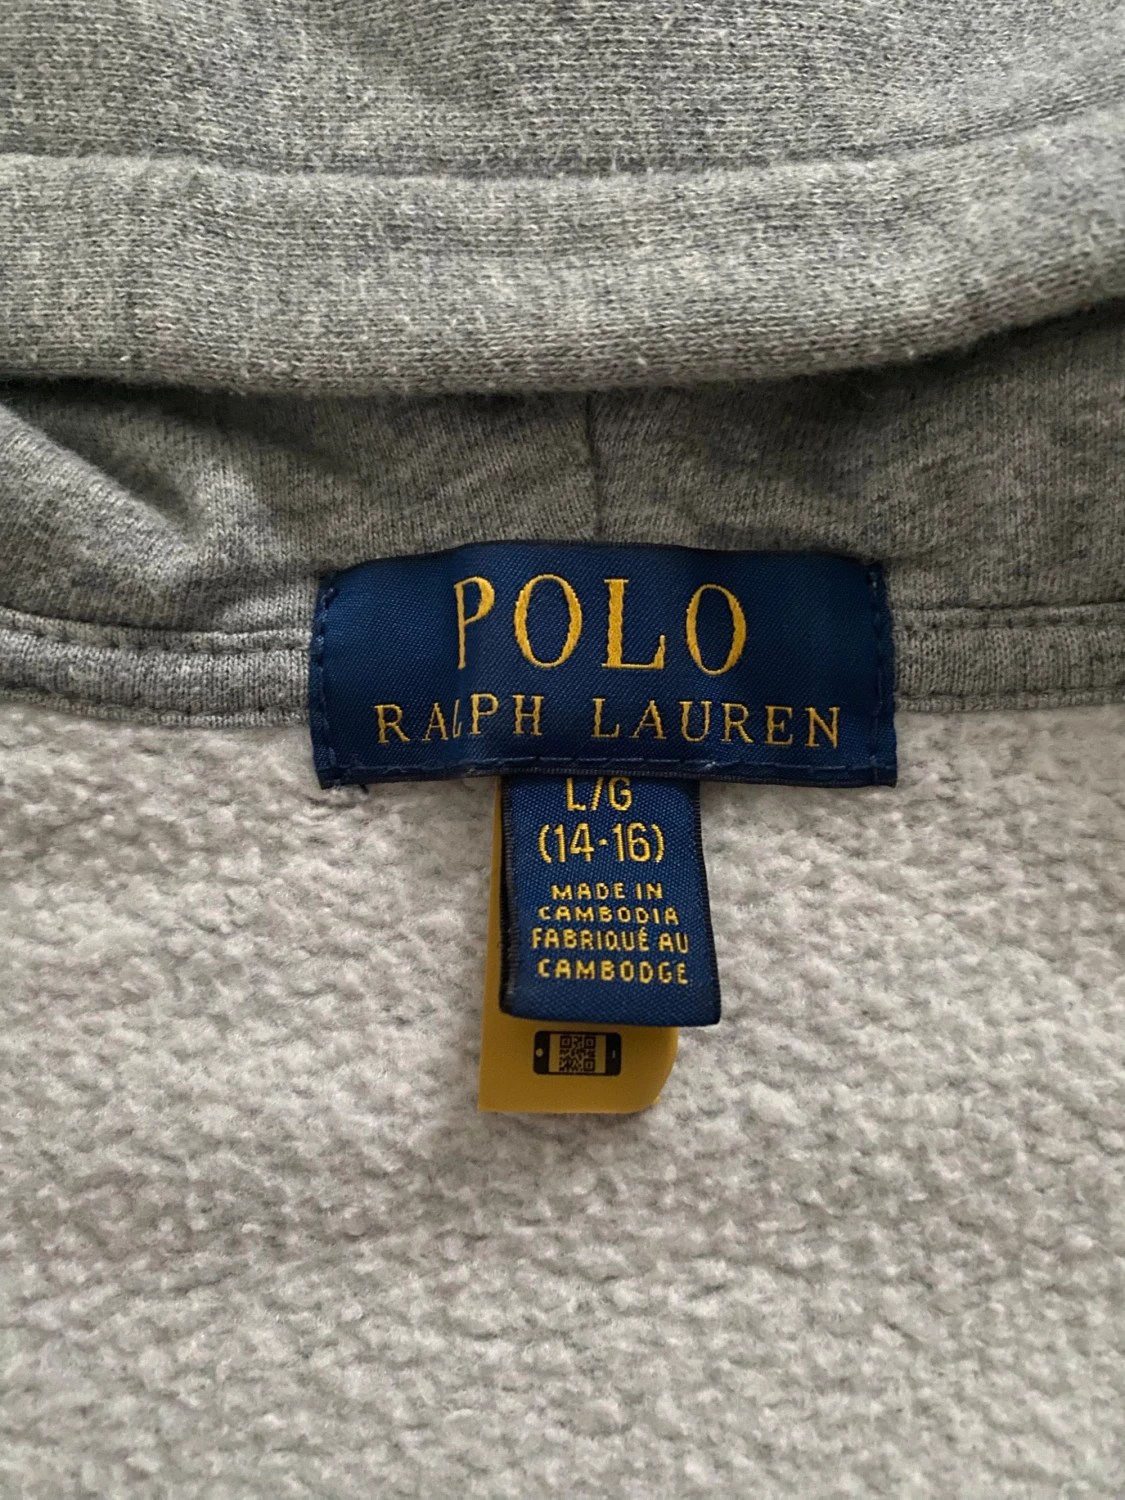 POLO
RALPH LAUREN
L/G
(14-16)
MADE IN
CAMBODIA
FABRIQUÉ AU
CAMBODGE